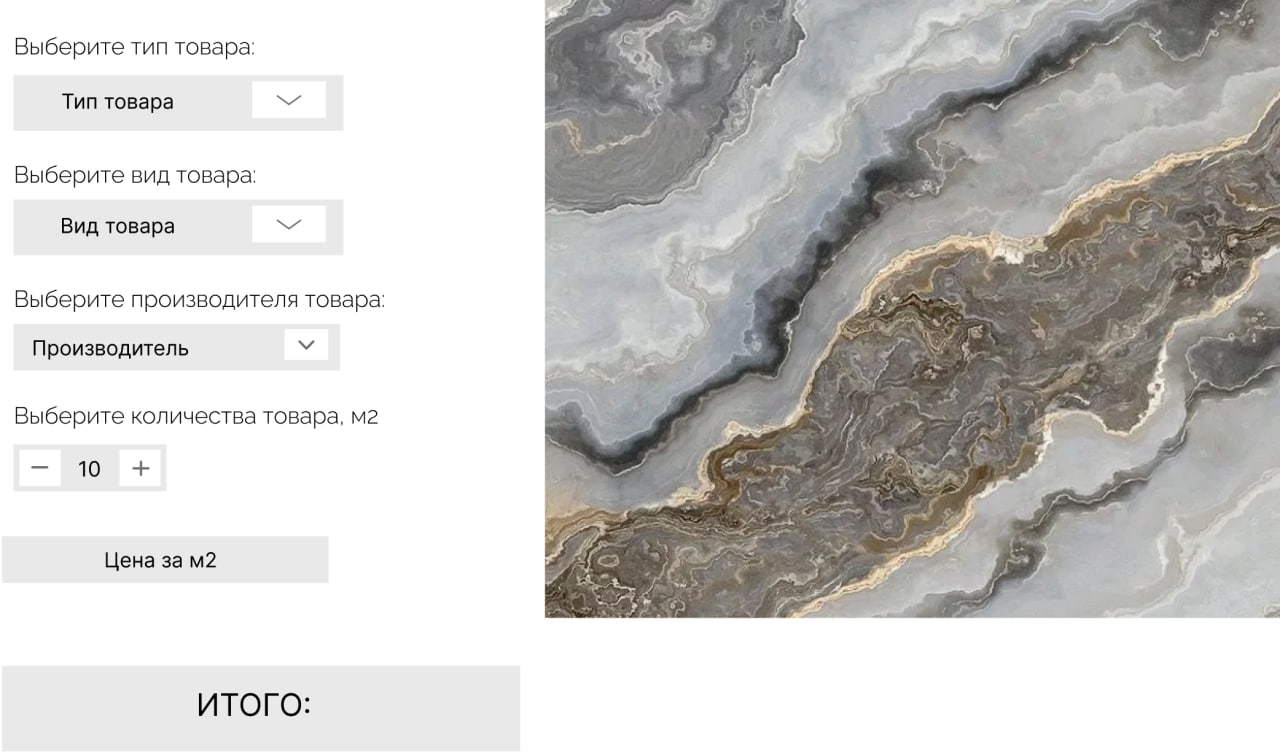 Выберите тип товара:
Тип товара
Выберите вид товара:
Вид товара
Выберите производителя товара:
Производитель
Выберите количества товара, м2
− 10 +
Цена за м2
ИТОГО: